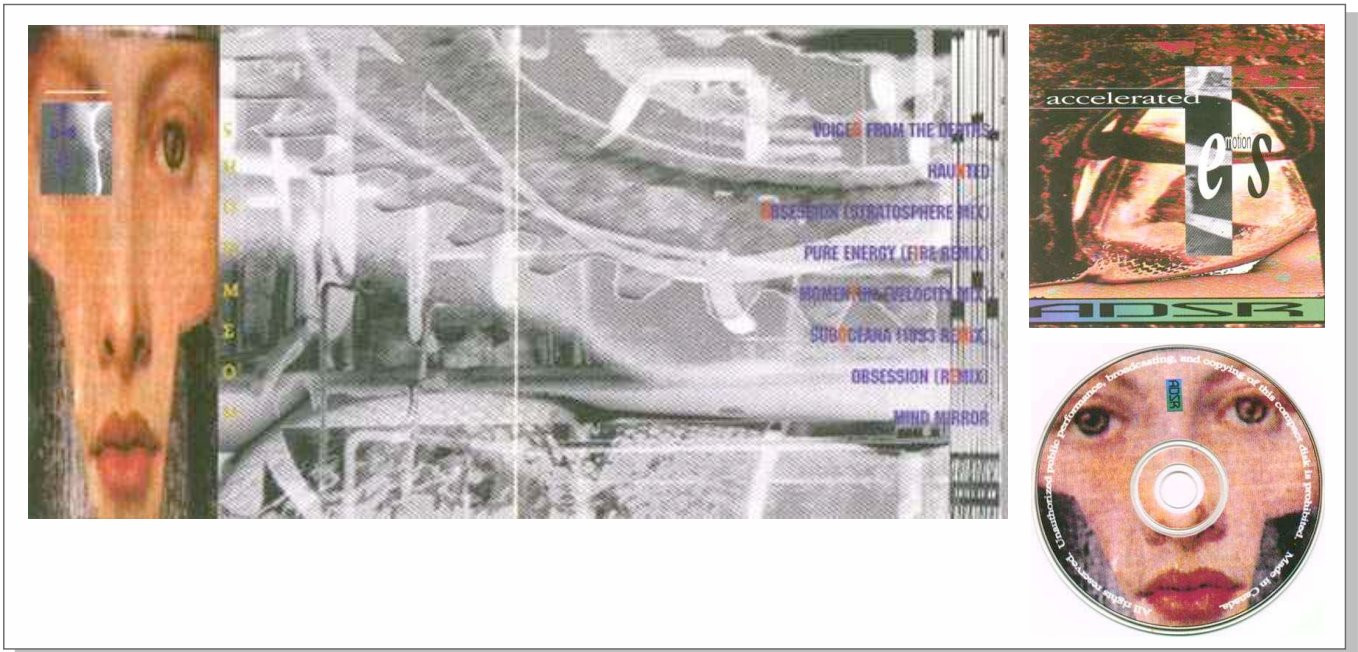 VOICES FROM THE DEPTHS
HAUNTED
OBSESSION (STRATOSPHERE MIX)
PURE ENERGY (FIRE REMIX)
MOMENTUM (VELOCITY MIX)
SUBOCEANA (1993 REMIX)
OBSESSION (REMIX)
MIND MIRROR
accelerated
emotions
ADSR
ADSR
All rights reserved. Unauthorized public performance, broadcasting, and copying of this compact disk is prohibited. Made in Canada.